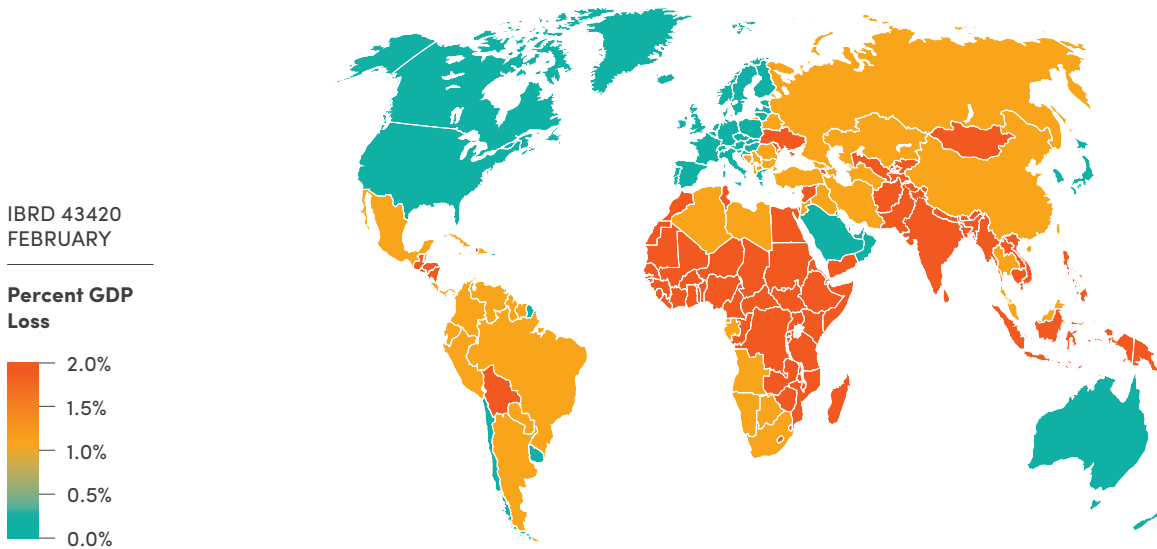 IBRD 43420
FEBRUARY
Percent GDP
Loss
2.0%
1.5%
1.0%
0.5%
0.0%